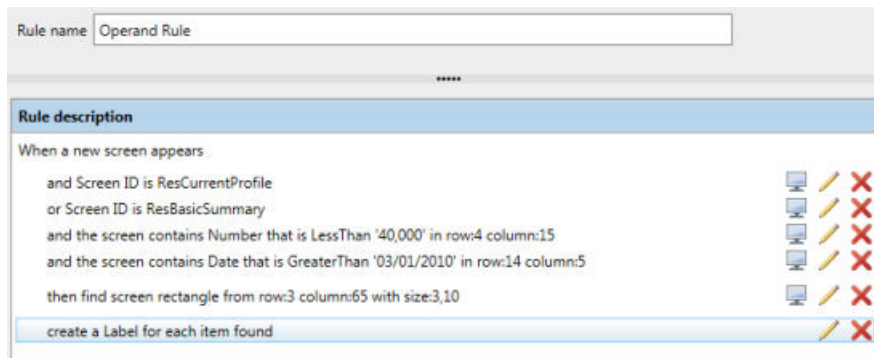 Rule name Operand Rule
Rule description
When a new screen appears
and Screen ID is ResCurrentProfile
or Screen ID is ResBasicSummary
and the screen contains Number that is LessThan '40,000' in row:4 column:15
and the screen contains Date that is GreaterThan '03/01/2010' in row:14 column:5
then find screen rectangle from row:3 column:65 with size:3,10
create a Label for each item found